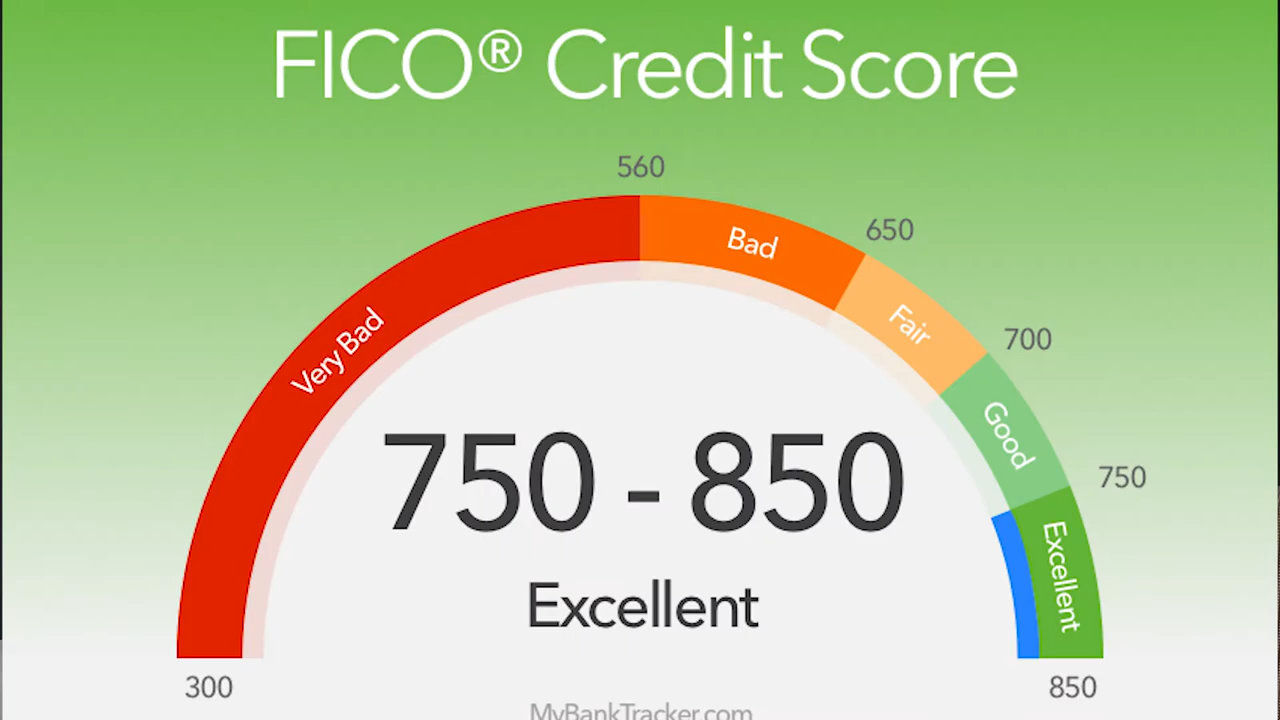 FICO® Credit Score
560
Bad
650
Fair
700
Very Bad
Good
750 - 850
750
Excellent
Excellent
300
850
MyBankTracker.com